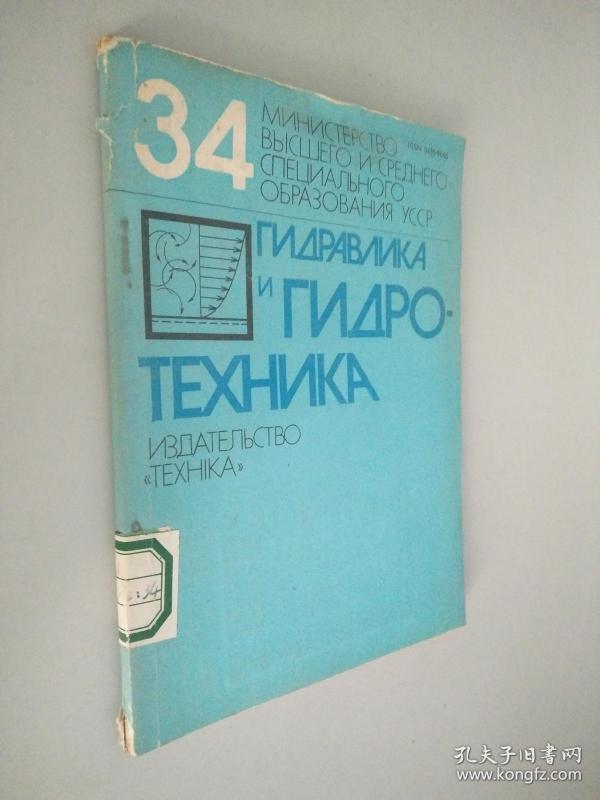 34
МИНИСТЕРСТВО
ВЫСШЕГО И СРЕДНЕГО
СПЕЦИАЛЬНОГО
ОБРАЗОВАНИЯ УССР
ГИДРАВЛИКА
И ГИДРО-
ТЕХНИКА
ИЗДАТЕЛЬСТВО
«ТЕХНІКА»
孔夫子旧书网
www.kongfz.com